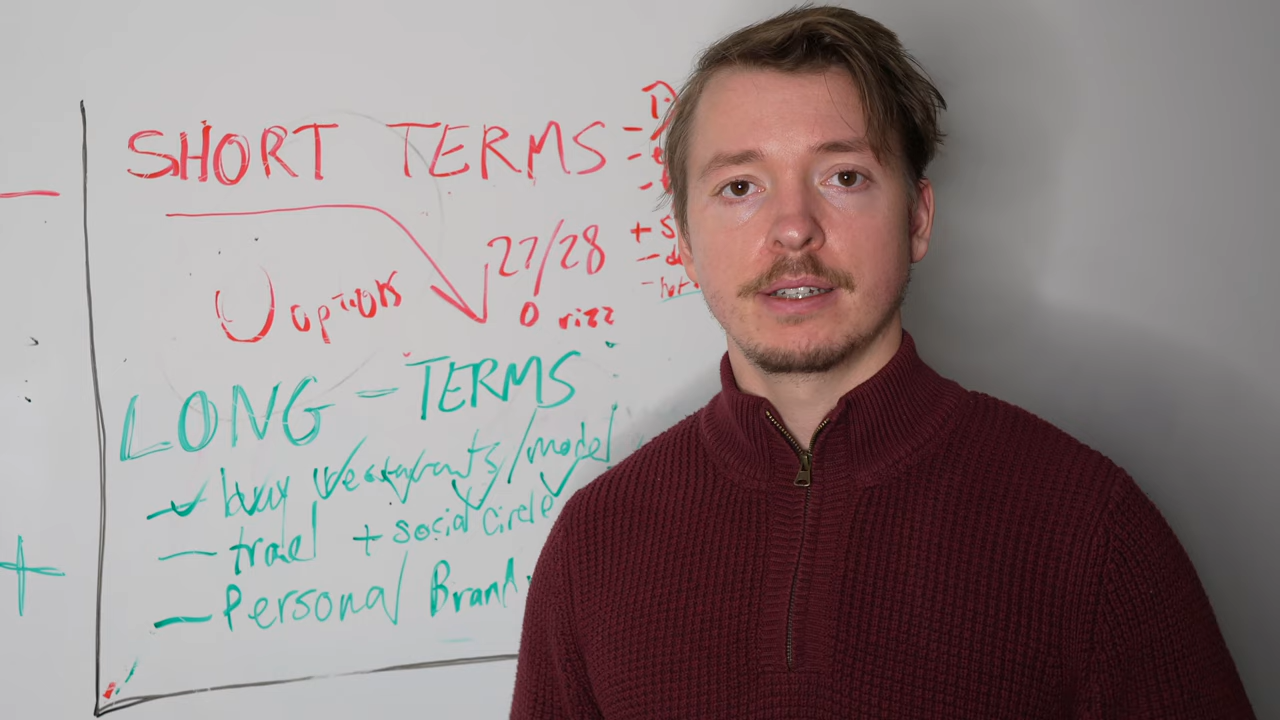 SHORT TERMS
27/28
options
0 rizz
LONG-TERMS
- buy restaurants/model
- travel + social circle
- Personal Brand